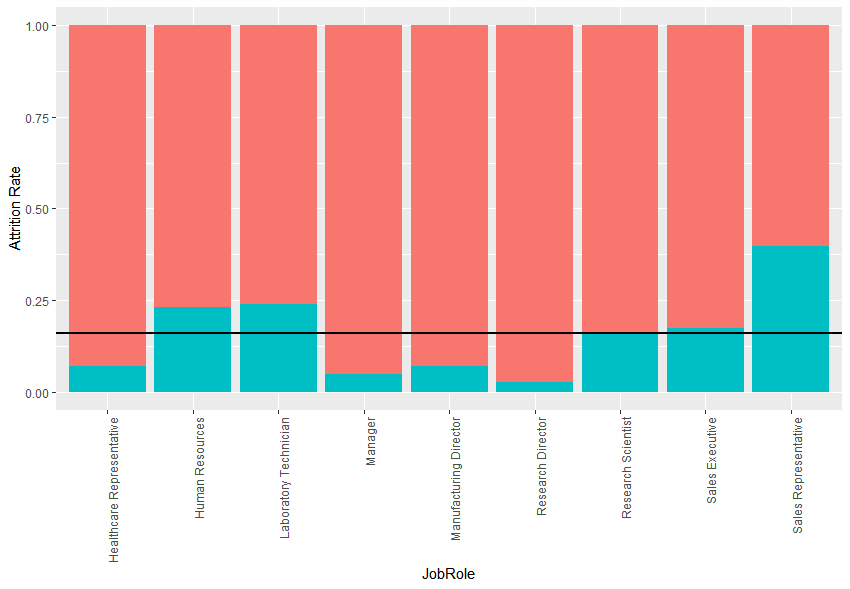 1.00
0.75
0.50
0.25
0.00
Attrition Rate
Healthcare Representative
Human Resources
Laboratory Technician
Manager
Manufacturing Director
Research Director
Research Scientist
Sales Executive
Sales Representative
JobRole